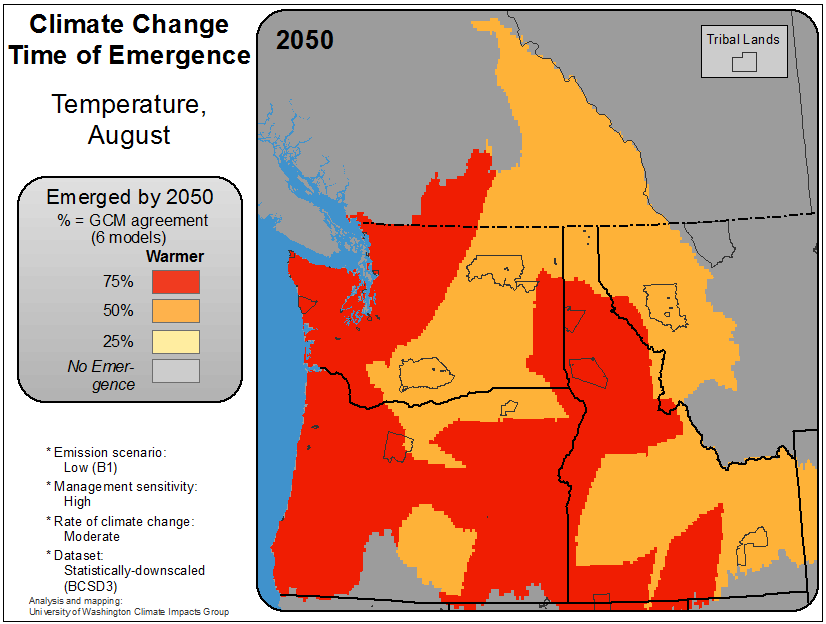 Climate Change
Time of Emergence
Temperature,
August
Emerged by 2050
% = GCM agreement
(6 models)
Warmer
75%
50%
25%
No Emer-
gence
* Emission scenario:
Low (B1)
* Management sensitivity:
High
* Rate of climate change:
Moderate
* Dataset:
Statistically-downscaled
(BCSD3)
Analysis and mapping:
University of Washington Climate Impacts Group
2050
Tribal Lands